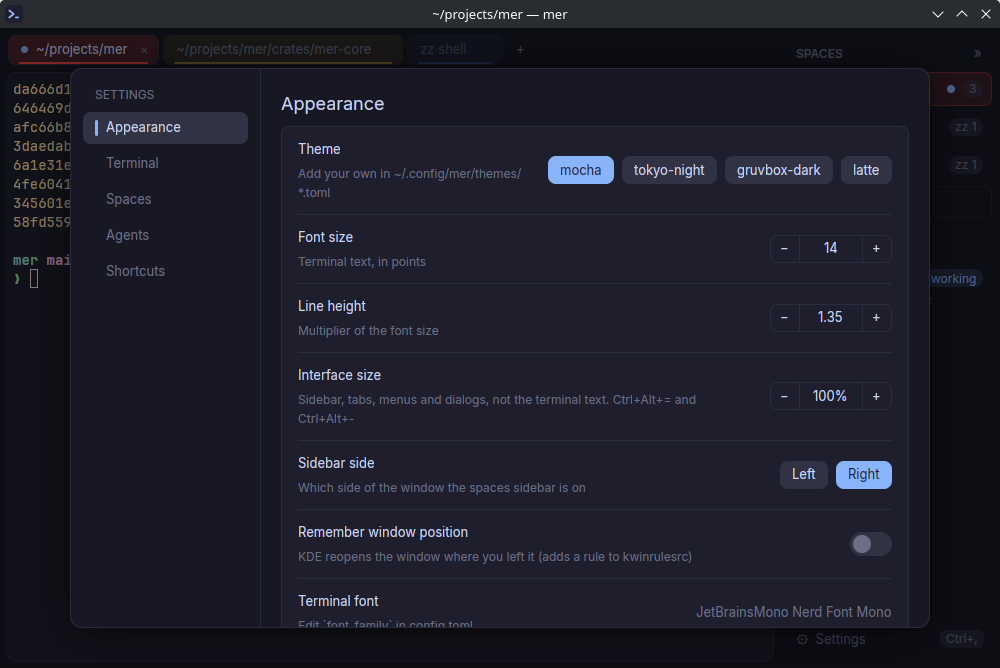 ~/projects/mer — mer
~/projects/mer ×
~/projects/mer/crates/mer-core
zz shell
+
SPACES
»
da666d1
646469d
afc66b8
3daedab
6a1e31e
4fe6041
345601e
58fd559
mer mai
❯
3
zz 1
zz 1
working
SETTINGS
Appearance
Terminal
Spaces
Agents
Shortcuts
Appearance
Theme
Add your own in ~/.config/mer/themes/
*.toml
mocha
tokyo-night
gruvbox-dark
latte
Font size
Terminal text, in points
− 14 +
Line height
Multiplier of the font size
− 1.35 +
Interface size
Sidebar, tabs, menus and dialogs, not the terminal text. Ctrl+Alt+= and
Ctrl+Alt+-
− 100% +
Sidebar side
Which side of the window the spaces sidebar is on
Left
Right
Remember window position
KDE reopens the window where you left it (adds a rule to kwinrulesrc)
Terminal font
Edit `font_family` in config.toml
JetBrainsMono Nerd Font Mono
Settings
Ctrl+,